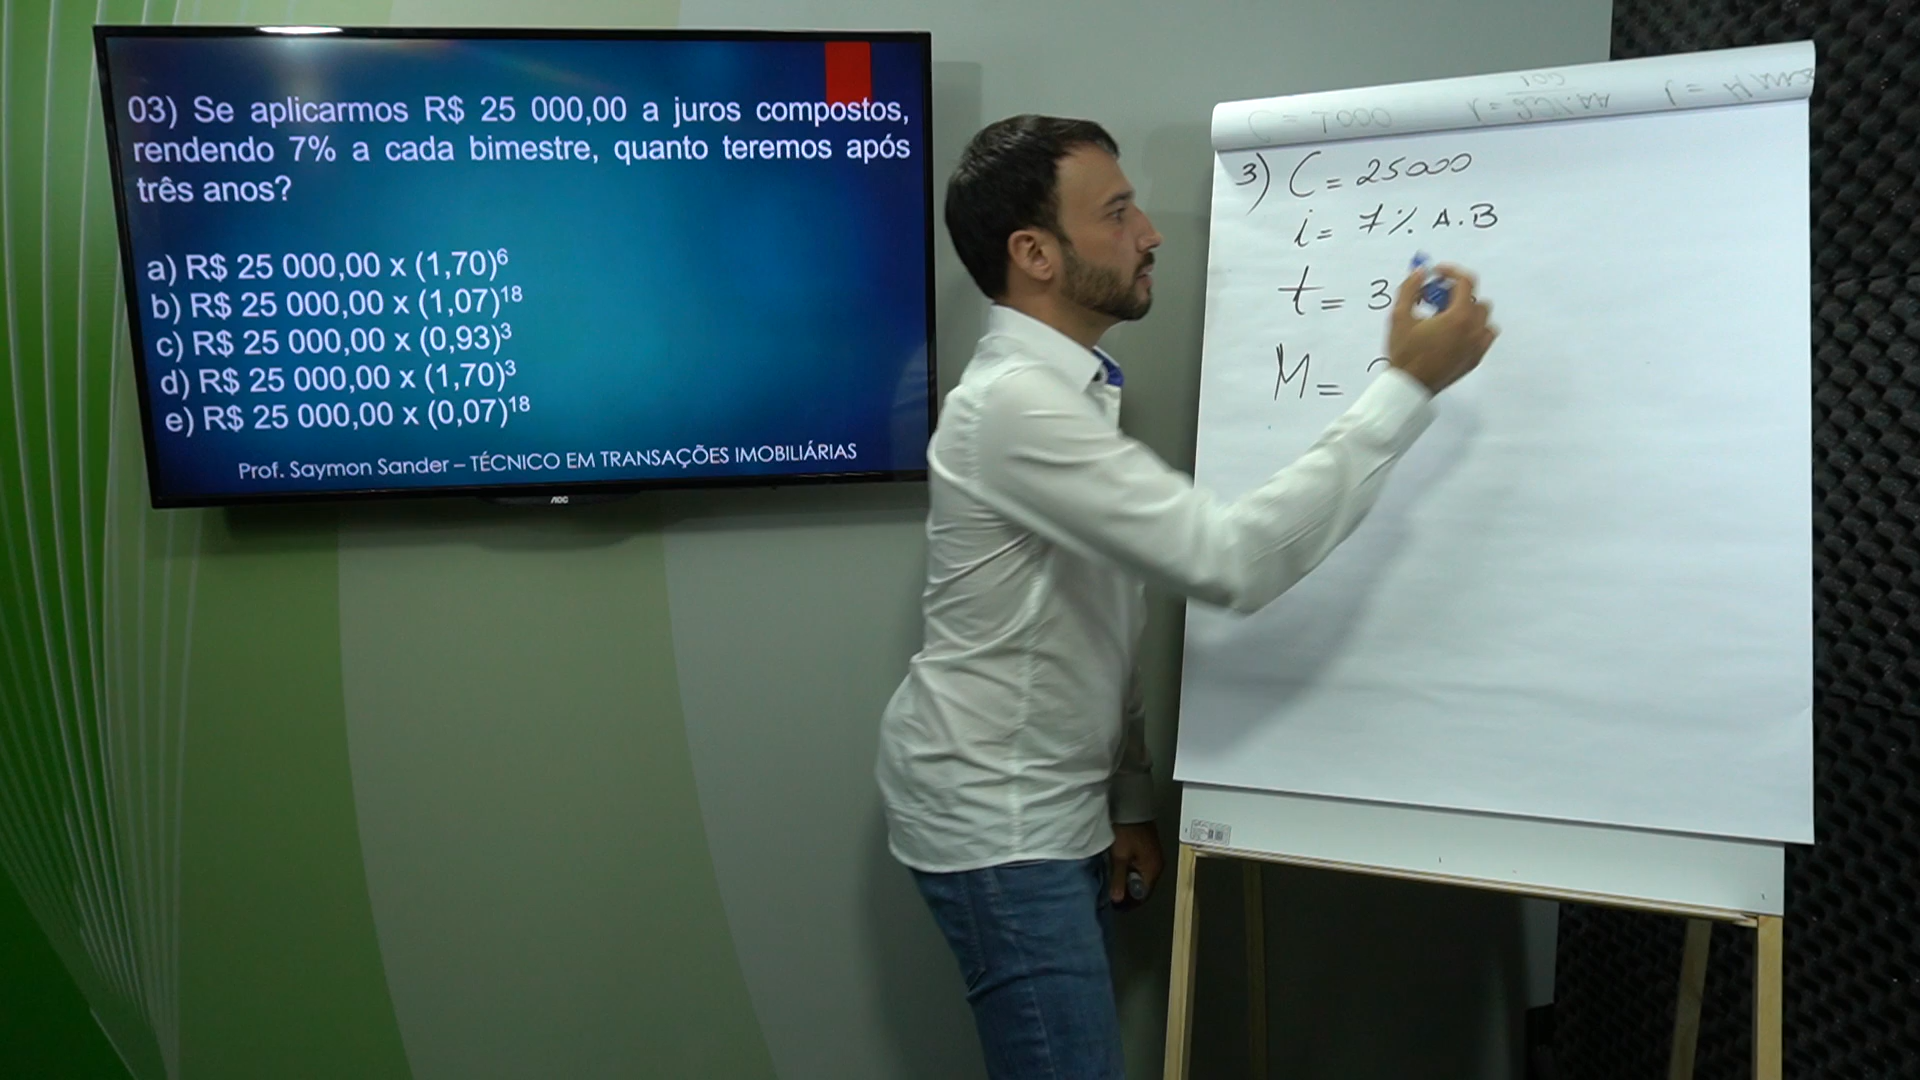 03) Se aplicarmos R$ 25 000,00 a juros compostos,
rendendo 7% a cada bimestre, quanto teremos após
três anos?
a) R$ 25 000,00 x (1,70)⁶
b) R$ 25 000,00 x (1,07)¹⁸
c) R$ 25 000,00 x (0,93)³
d) R$ 25 000,00 x (1,70)³
e) R$ 25 000,00 x (0,07)¹⁸
Prof. Saymon Sander – TÉCNICO EM TRANSAÇÕES IMOBILIÁRIAS
AOC
3) C = 25000
i = 7% A.B
t = 3
M =